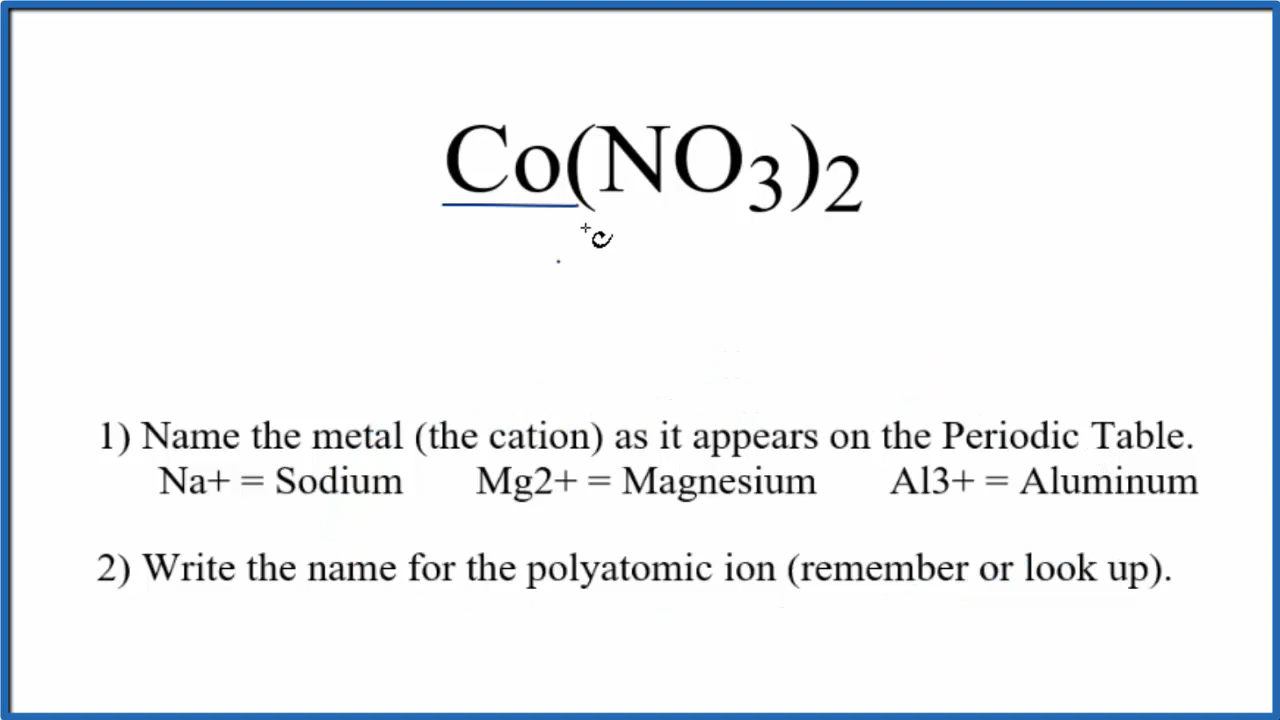 Co(NO3)2
1) Name the metal (the cation) as it appears on the Periodic Table.
Na+ = Sodium Mg2+ = Magnesium Al3+ = Aluminum
2) Write the name for the polyatomic ion (remember or look up).